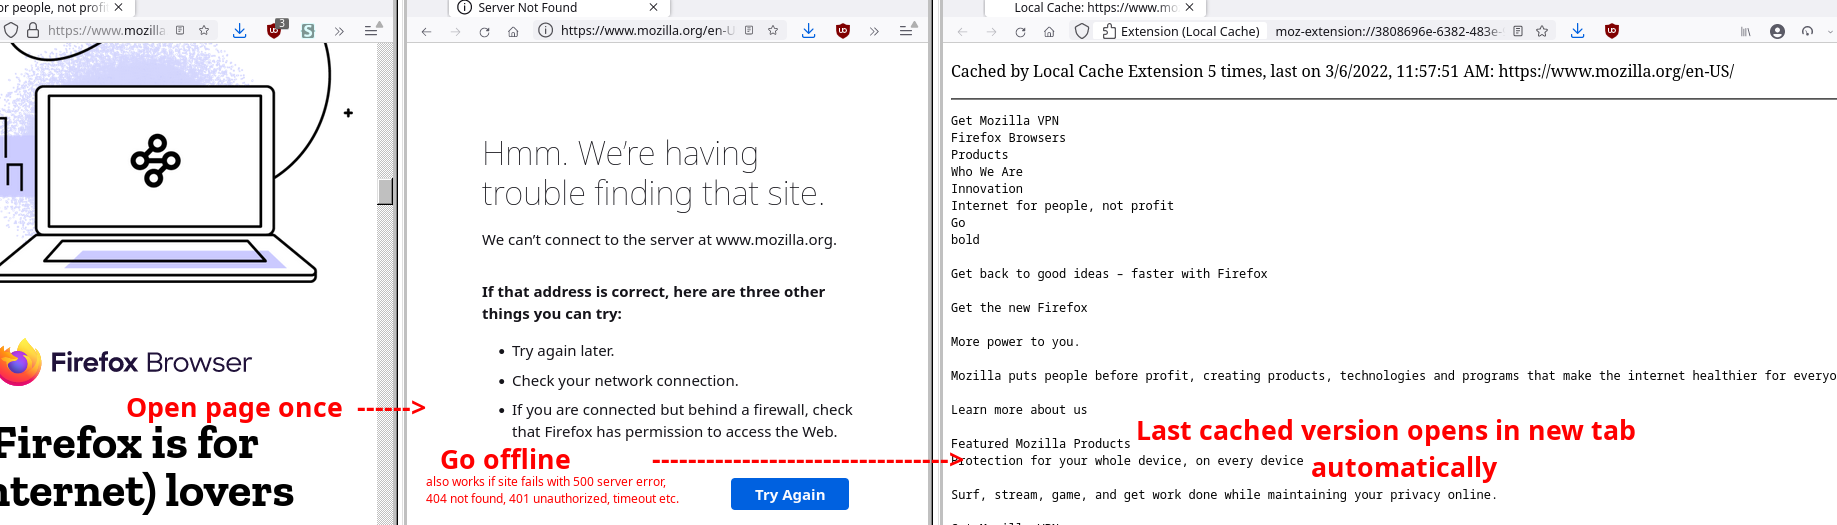 or people, not profi
https://www.mozilla
3
Firefox Browser
Open page once ------>
Firefox is for
nternet) lovers
Server Not Found
https://www.mozilla.org/en-U
Hmm. We're having
trouble finding that site.
We can't connect to the server at www.mozilla.org.
If that address is correct, here are three other
things you can try:
• Try again later.
• Check your network connection.
• If you are connected but behind a firewall, check
that Firefox has permission to access the Web.
Go offline -------------------------------->
also works if site fails with 500 server error,
404 not found, 401 unauthorized, timeout etc.
Try Again
Local Cache: https://www.mo
Extension (Local Cache) moz-extension://3808696e-6382-483e-
Cached by Local Cache Extension 5 times, last on 3/6/2022, 11:57:51 AM: https://www.mozilla.org/en-US/
Get Mozilla VPN
Firefox Browsers
Products
Who We Are
Innovation
Internet for people, not profit
Go
bold
Get back to good ideas – faster with Firefox
Get the new Firefox
More power to you.
Mozilla puts people before profit, creating products, technologies and programs that make the internet healthier for everyo
Learn more about us
Featured Mozilla Products
Last cached version opens in new tab
automatically
Protection for your whole device, on every device
Surf, stream, game, and get work done while maintaining your privacy online.